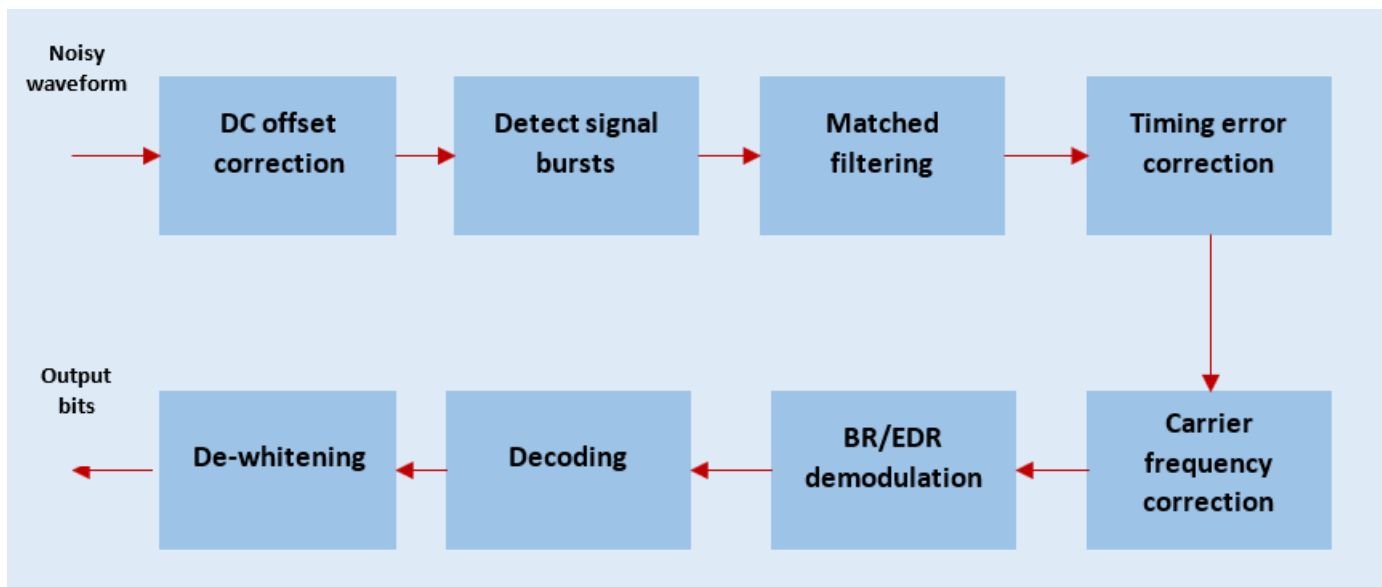 Noisy
waveform
DC offset
correction
Detect signal
bursts
Matched
filtering
Timing error
correction
Carrier
frequency
correction
BR/EDR
demodulation
Decoding
De-whitening
Output
bits